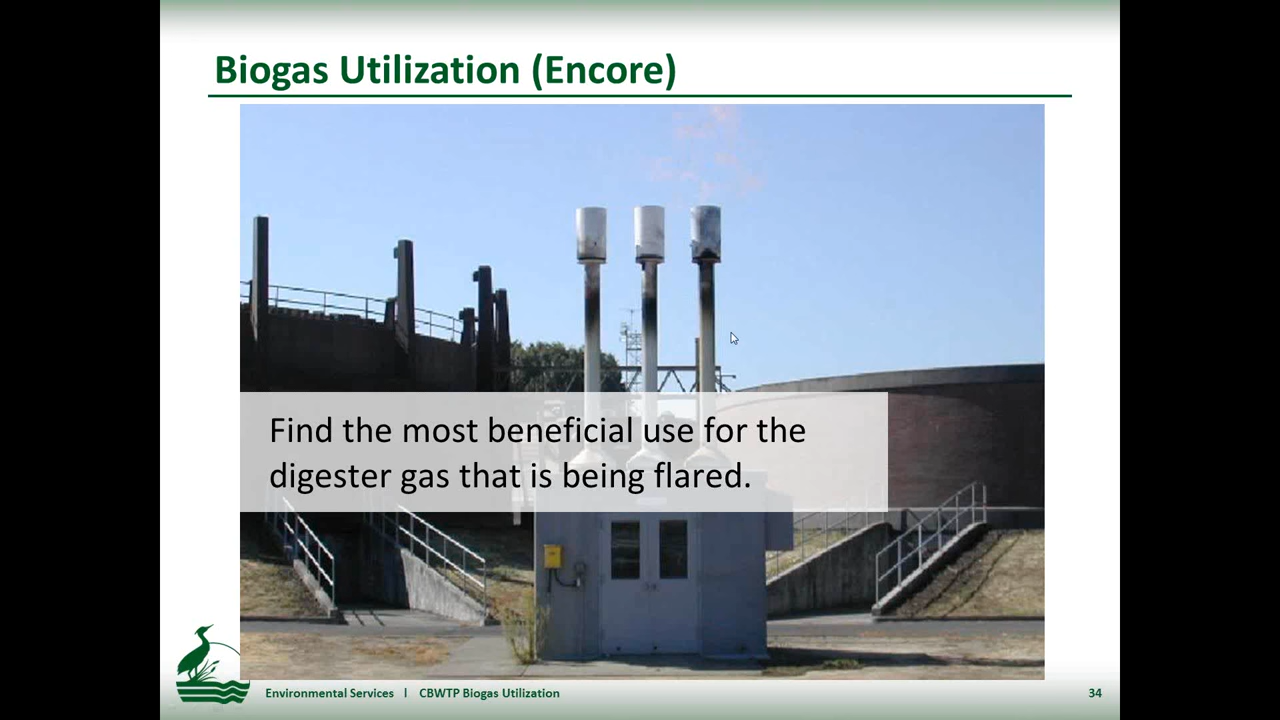 Biogas Utilization (Encore)
Find the most beneficial use for the
digester gas that is being flared.
Environmental Services I CBWTP Biogas Utilization
34